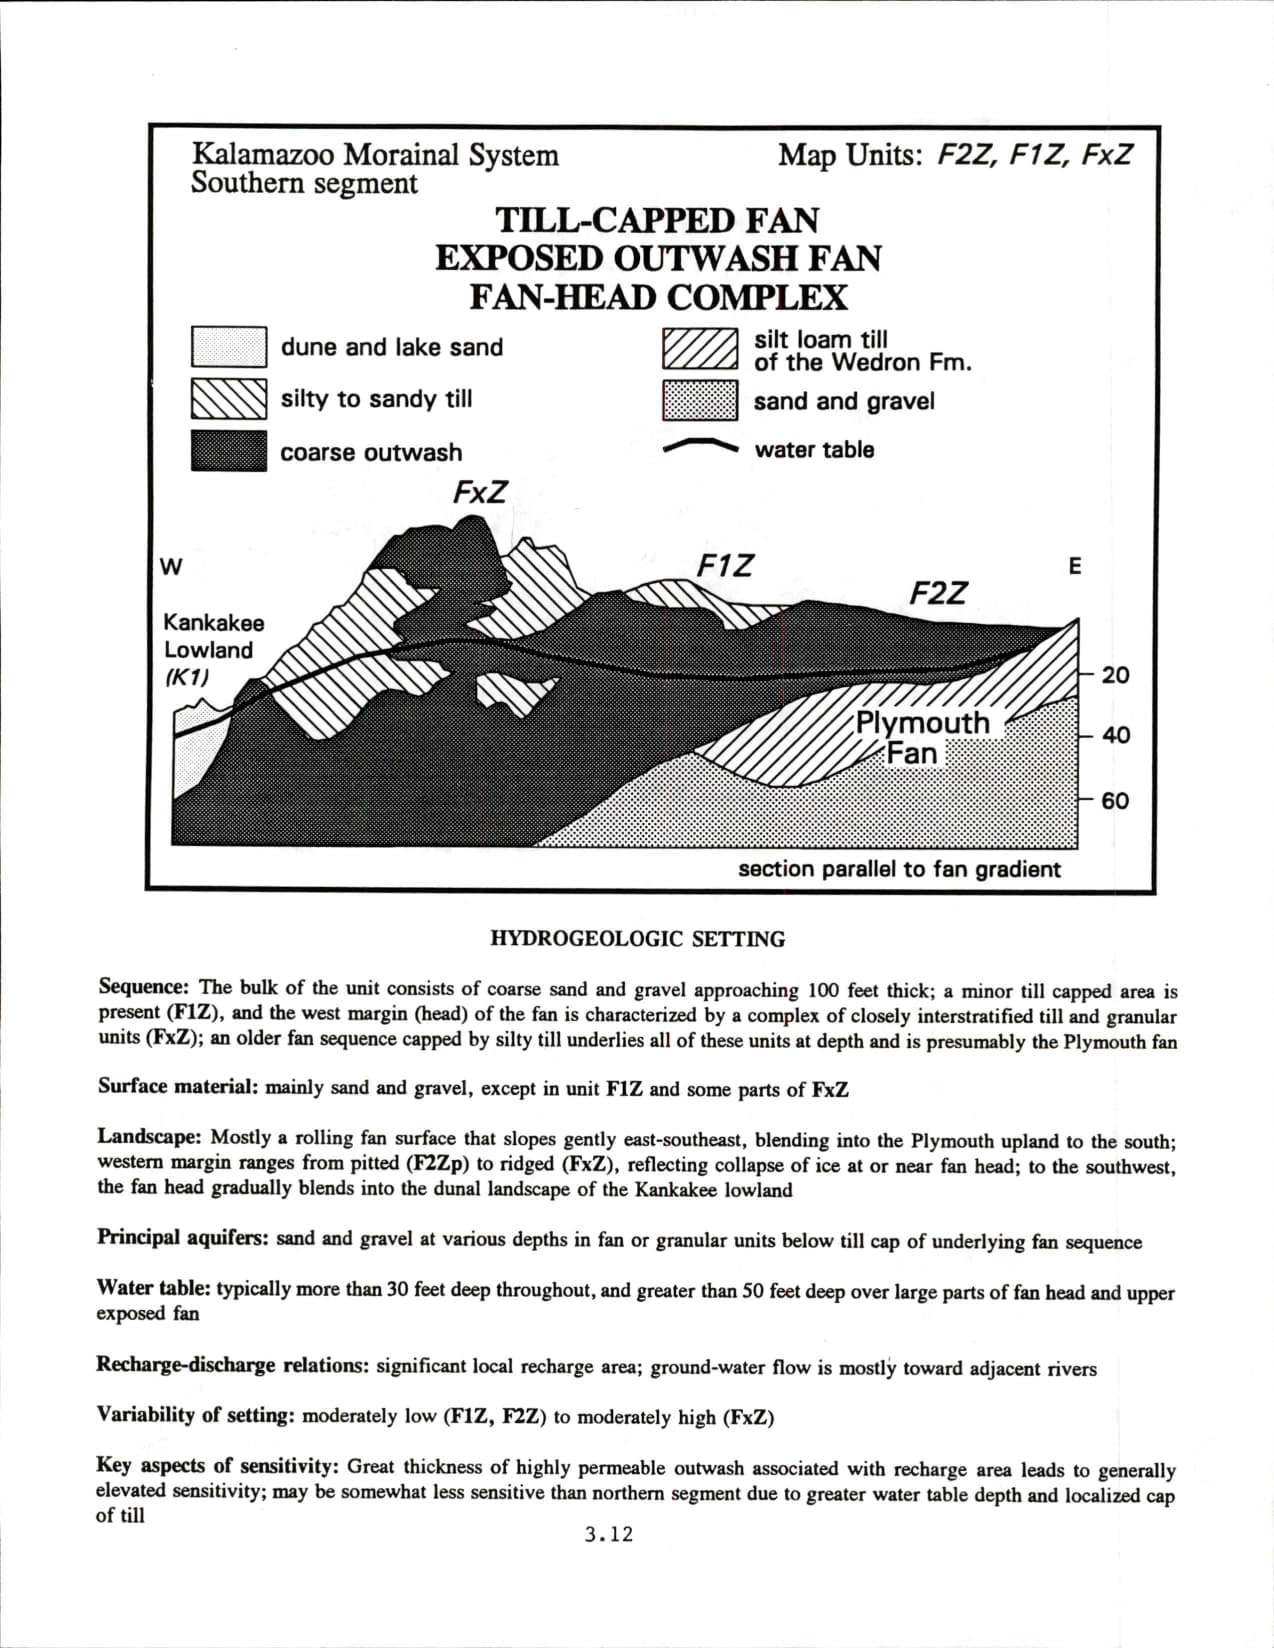 Kalamazoo Morainal System
Southern segment
Map Units: F2Z, F1Z, FxZ
TILL-CAPPED FAN
EXPOSED OUTWASH FAN
FAN-HEAD COMPLEX
dune and lake sand
silty to sandy till
coarse outwash
silt loam till
of the Wedron Fm.
sand and gravel
water table
FxZ
W
F1Z
E
F2Z
Kankakee
Lowland
(K1)
20
Plymouth
Fan
40
60
section parallel to fan gradient
HYDROGEOLOGIC SETTING
Sequence: The bulk of the unit consists of coarse sand and gravel approaching 100 feet thick; a minor till capped area is
present (F1Z), and the west margin (head) of the fan is characterized by a complex of closely interstratified till and granular
units (FxZ); an older fan sequence capped by silty till underlies all of these units at depth and is presumably the Plymouth fan
Surface material: mainly sand and gravel, except in unit F1Z and some parts of FxZ
Landscape: Mostly a rolling fan surface that slopes gently east-southeast, blending into the Plymouth upland to the south;
western margin ranges from pitted (F2Zp) to ridged (FxZ), reflecting collapse of ice at or near fan head; to the southwest,
the fan head gradually blends into the dunal landscape of the Kankakee lowland
Principal aquifers: sand and gravel at various depths in fan or granular units below till cap of underlying fan sequence
Water table: typically more than 30 feet deep throughout, and greater than 50 feet deep over large parts of fan head and upper
exposed fan
Recharge-discharge relations: significant local recharge area; ground-water flow is mostly toward adjacent rivers
Variability of setting: moderately low (F1Z, F2Z) to moderately high (FxZ)
Key aspects of sensitivity: Great thickness of highly permeable outwash associated with recharge area leads to generally
elevated sensitivity; may be somewhat less sensitive than northern segment due to greater water table depth and localized cap
of till
3.12